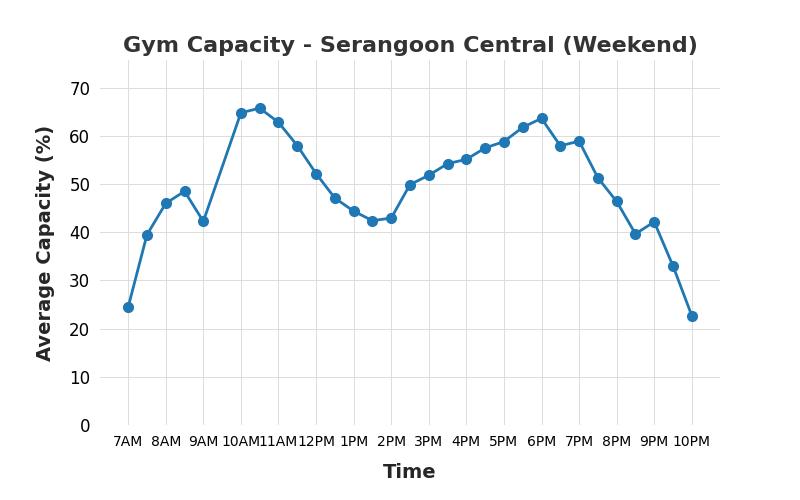 Gym Capacity - Serangoon Central (Weekend)
Average Capacity (%)
70
60
50
40
30
20
10
0
7AM 8AM 9AM 10AM 11AM 12PM 1PM 2PM 3PM 4PM 5PM 6PM 7PM 8PM 9PM 10PM
Time